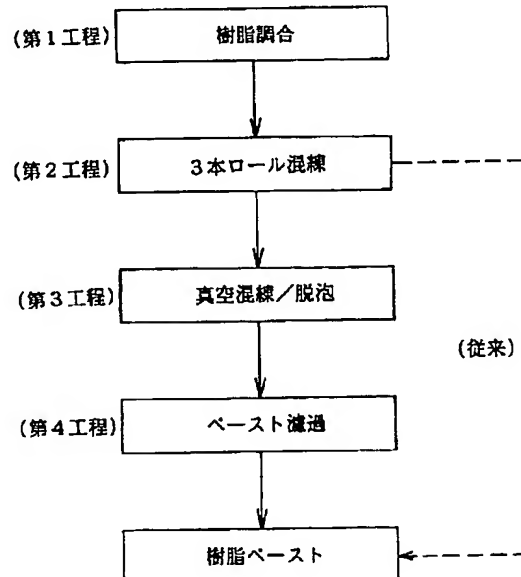 (第1工程) 樹脂調合
(第2工程) 3本ロール混練
(第3工程) 真空混練/脱泡
(従来)
(第4工程) ペースト濾過
樹脂ペースト